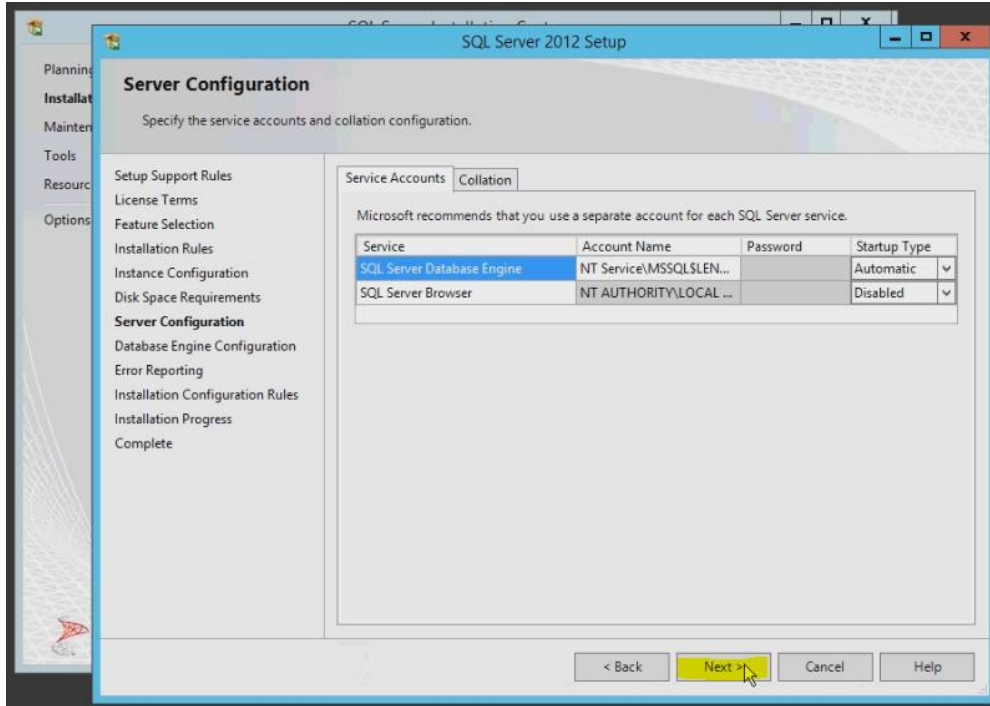 SQL Server 2012 Setup
Planning
Installat
Mainten
Tools
Resourc
Options
Server Configuration
Specify the service accounts and collation configuration.
Setup Support Rules
License Terms
Feature Selection
Installation Rules
Instance Configuration
Disk Space Requirements
Server Configuration
Database Engine Configuration
Error Reporting
Installation Configuration Rules
Installation Progress
Complete
Service Accounts Collation
Microsoft recommends that you use a separate account for each SQL Server service.
Service Account Name Password Startup Type
SQL Server Database Engine NT Service\MSSQL$LEN... Automatic
SQL Server Browser NT AUTHORITY\LOCAL ... Disabled
< Back Next > Cancel Help